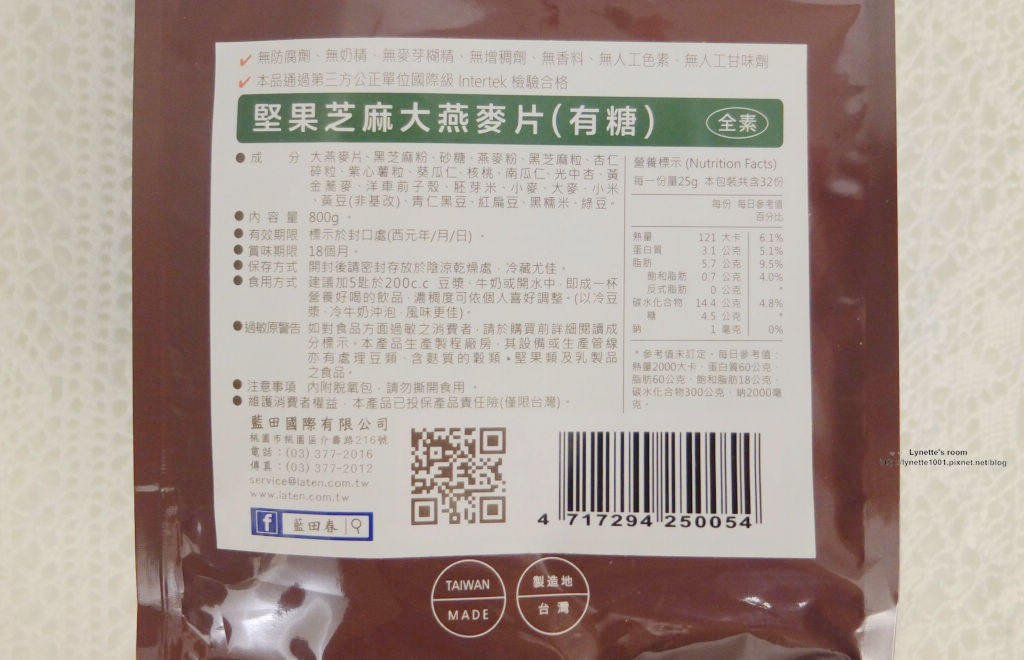 ✓ 無防腐劑、無奶精、無麥芽糊精、無增稠劑、無香料、無人工色素、無人工甘味劑
✓ 本品通過第三方公正單位國際級 Intertek 檢驗合格
堅果芝麻大燕麥片(有糖) 全素
●成 分 大燕麥片、黑芝麻粉、砂糖、燕麥粉、黑芝麻粒、杏仁
碎粒、紫心薯粒、葵瓜仁、核桃、南瓜仁、光中杏、黃
金蕎麥、洋車前子殼、胚芽米、小麥、大麥、小米
、黃豆(非基改)、青仁黑豆、紅扁豆、黑糯米、綠豆。
●內容量 800g。
●有效期限 標示於封口處(西元年/月/日)。
●賞味期限 18個月。
●保存方式 開封後請密封存放於陰涼乾燥處，冷藏尤佳。
●食用方式 建議加5匙於200c.c 豆漿、牛奶或開水中，即成一杯
營養好喝的飲品，濃稠度可依個人喜好調整。(以冷豆
漿、冷牛奶沖泡，風味更佳)。
●過敏原警告 如對食品方面過敏之消費者，請於購買前詳細閱讀成
分標示。本產品生產製程廠房，其設備或生產管線
亦有處理豆類、含麩質的穀類、堅果類及乳製品
之食品。
●注意事項 內附脫氧包，請勿撕開食用。
●維護消費者權益，本產品已投保產品責任險(僅限台灣)。
營養標示 (Nutrition Facts)
每一份量25g 本包裝共含32份
每份 每日參考值
百分比
熱量 121 大卡 6.1%
蛋白質 3.1 公克 5.1%
脂肪 5.7 公克 9.5%
飽和脂肪 0.7 公克 4.0%
反式脂肪 0 公克 *
碳水化合物 14.4 公克 4.8%
糖 4.5 公克 *
鈉 1 毫克 0%
*參考值未訂定。每日參考值：
熱量2000大卡、蛋白質60公克、
脂肪60公克、飽和脂肪18公克、
碳水化合物300公克、鈉2000毫
克。
藍田國際有限公司
桃園市桃園區介壽路216號
電話：(03) 377-2016
傳真：(03) 377-2012
service@laten.com.tw
www.laten.com.tw
f 藍田春
4 717294 250054
TAIWAN
MADE
製造地
台灣
Lynette's room
http://lynette1001.pixnet.net/blog